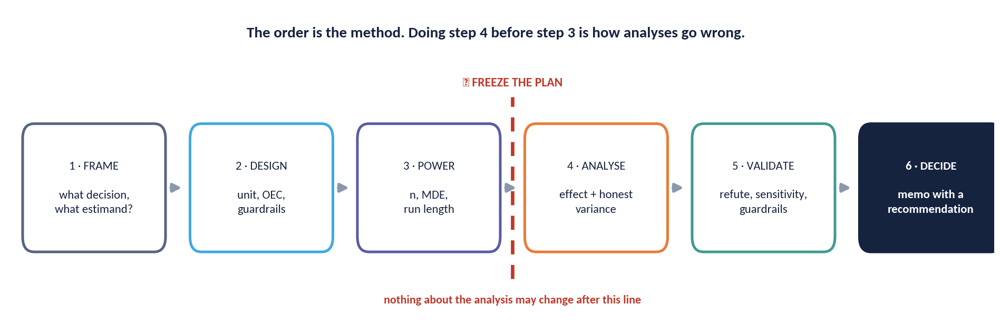 The order is the method. Doing step 4 before step 3 is how analyses go wrong.
FREEZE THE PLAN
1 · FRAME
what decision,
what estimand?
2 · DESIGN
unit, OEC,
guardrails
3 · POWER
n, MDE,
run length
4 · ANALYSE
effect + honest
variance
5 · VALIDATE
refute, sensitivity,
guardrails
6 · DECIDE
memo with a
recommendation
nothing about the analysis may change after this line